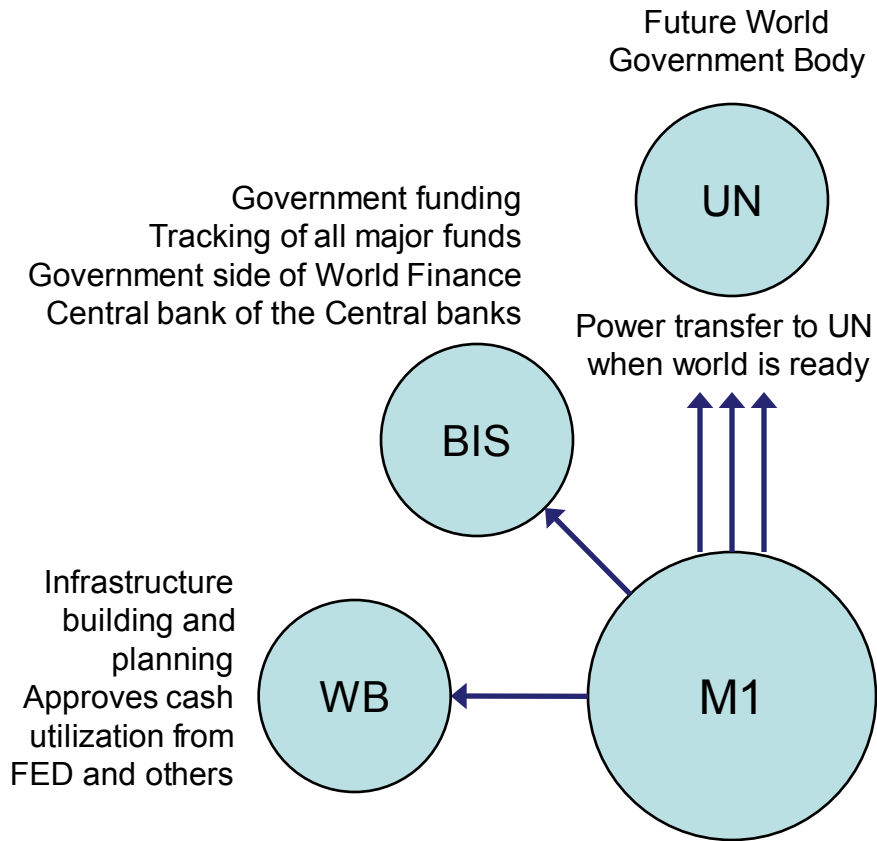 Future World
Government Body
UN
Government funding
Tracking of all major funds
Government side of World Finance
Central bank of the Central banks
Power transfer to UN
when world is ready
BIS
Infrastructure
building and
planning
Approves cash
utilization from
FED and others
WB
M1